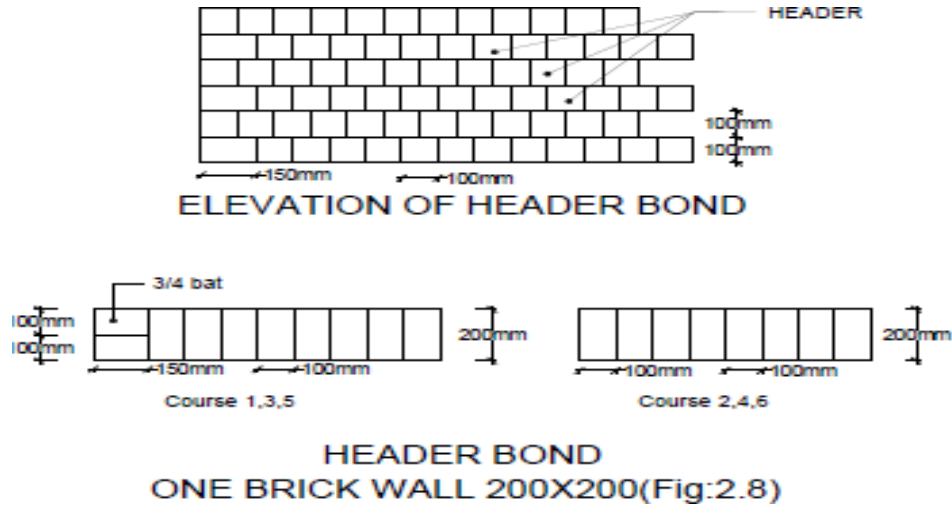 HEADER
100mm
100mm
150mm
100mm
ELEVATION OF HEADER BOND
3/4 bat
100mm
100mm
200mm
200mm
150mm
100mm
100mm
100mm
Course 1,3,5
Course 2,4,6
HEADER BOND
ONE BRICK WALL 200X200(Fig:2.8)